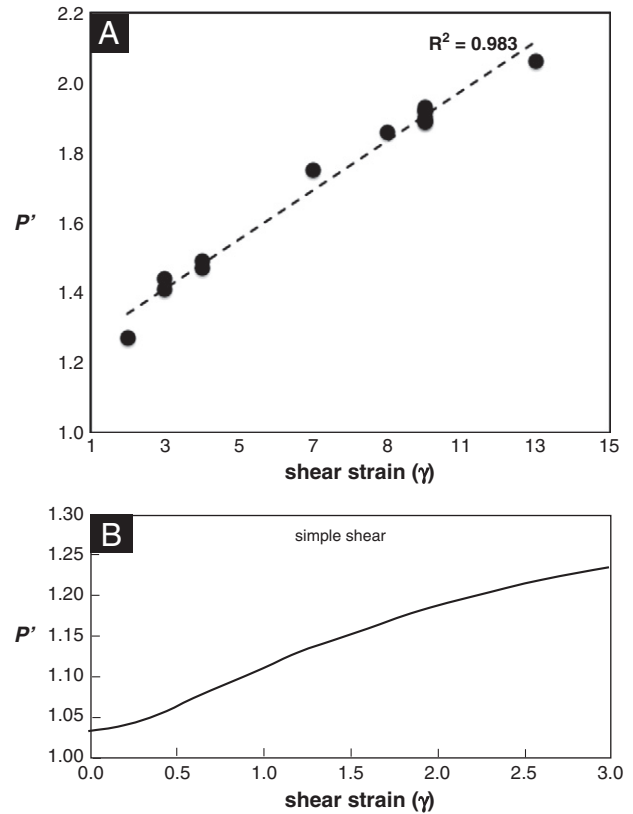 A
R² = 0.983
P'
2.2
2.0
1.8
1.6
1.4
1.2
1.0
1 3 5 7 8 11 13 15
shear strain (γ)
B
simple shear
P'
1.30
1.25
1.20
1.15
1.10
1.05
1.00
0.0 0.5 1.0 1.5 2.0 2.5 3.0
shear strain (γ)